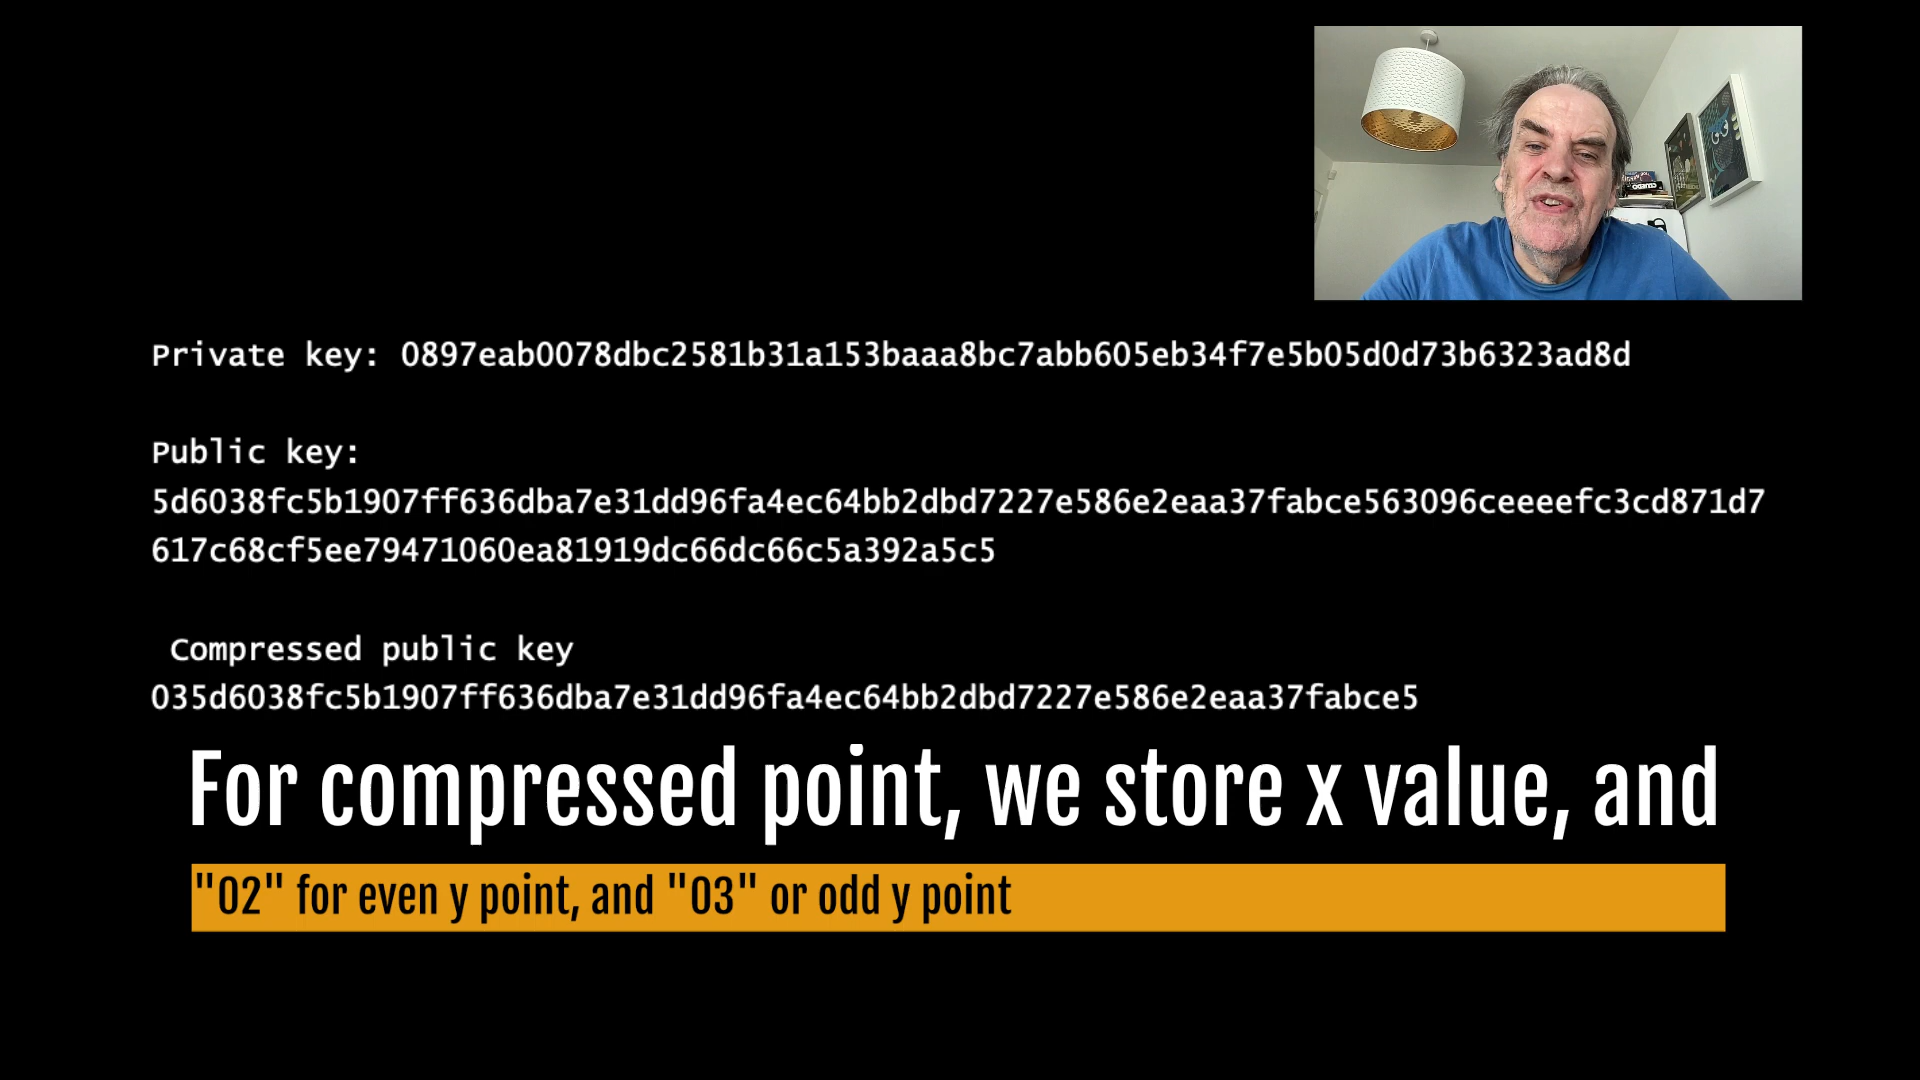 Private key: 0897eab0078dbc2581b31a153baaa8bc7abb605eb34f7e5b05d0d73b6323ad8d
Public key:
5d6038fc5b1907ff636dba7e31dd96fa4ec64bb2dbd7227e586e2eaa37fabce563096ceeeefc3cd871d7
617c68cf5ee79471060ea81919dc66dc66c5a392a5c5
Compressed public key
035d6038fc5b1907ff636dba7e31dd96fa4ec64bb2dbd7227e586e2eaa37fabce5
For compressed point, we store x value, and
"02" for even y point, and "03" or odd y point